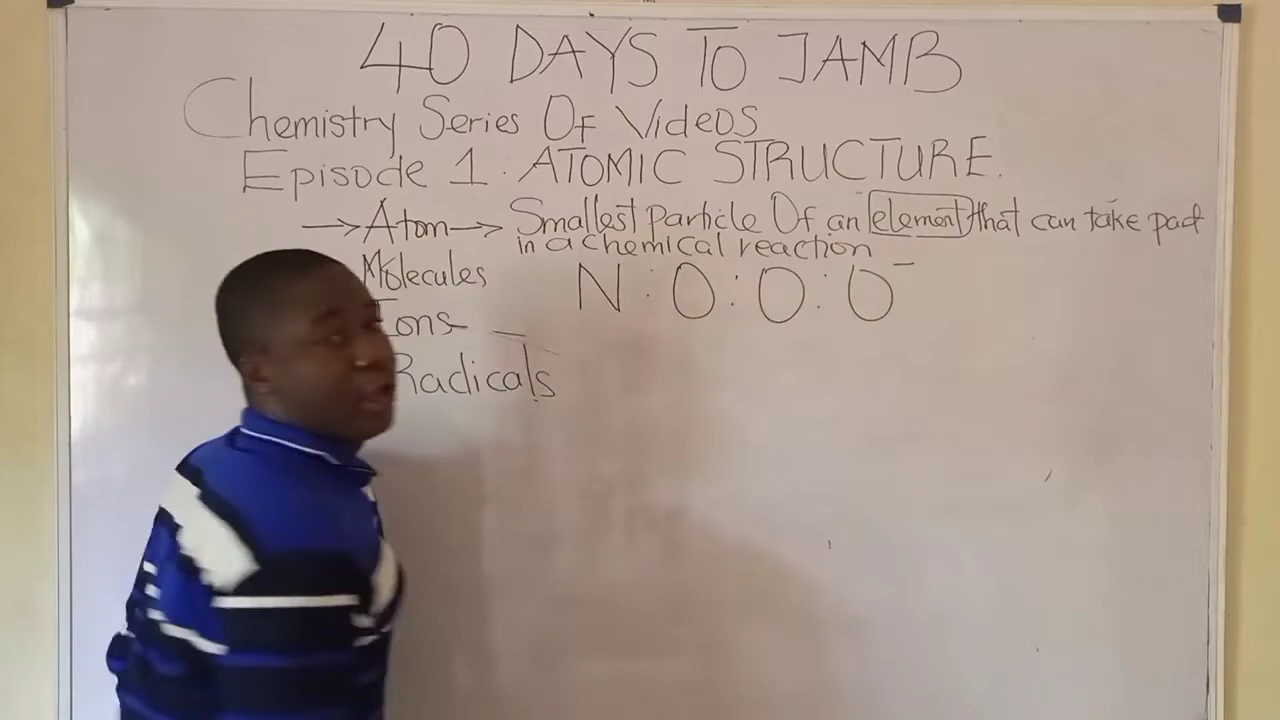 40 DAYS TO JAMB
Chemistry Series Of Videos
Episode 1. ATOMIC STRUCTURE.
→ Atom → Smallest particle Of an element that can take part
in a chemical reaction
Molecules
N : O : O : O⁻
Ions
Radicals